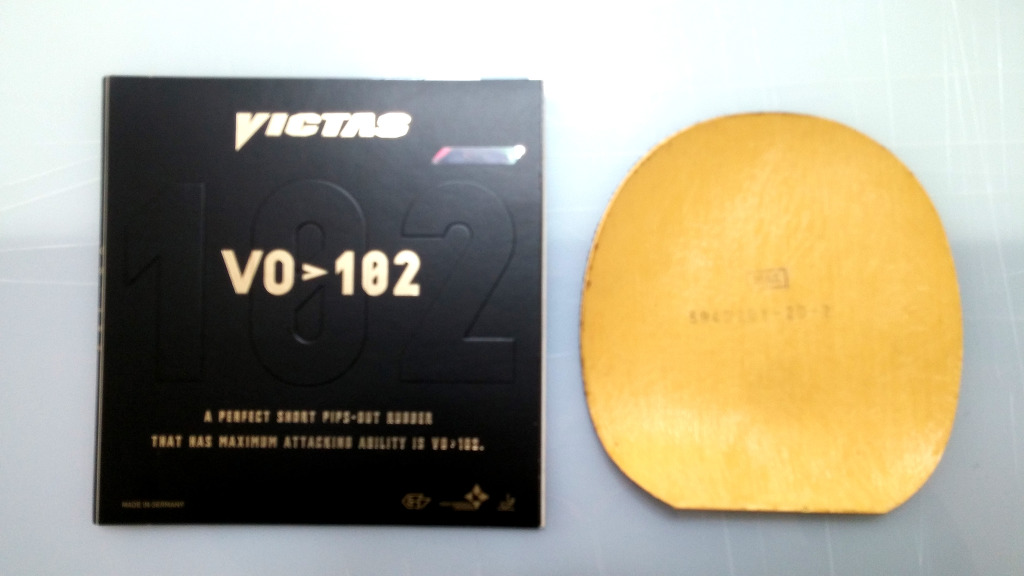 VICTAS
102
VO>102
A PERFECT SHORT PIPS-OUT RUBBER
THAT HAS MAXIMUM ATTACKING ABILITY IS VO>102.
MADE IN GERMANY